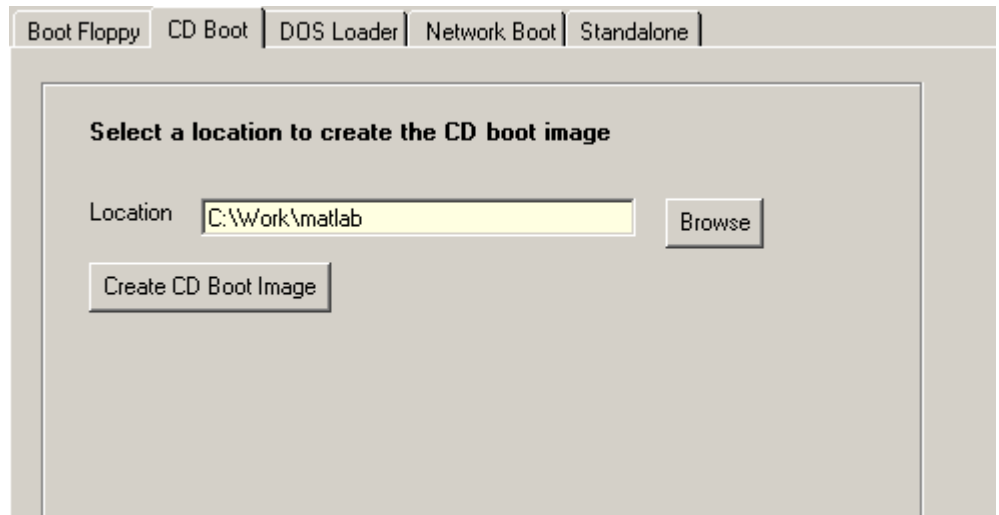 Boot Floppy CD Boot DOS Loader Network Boot Standalone
Select a location to create the CD boot image
Location C:\Work\matlab Browse
Create CD Boot Image